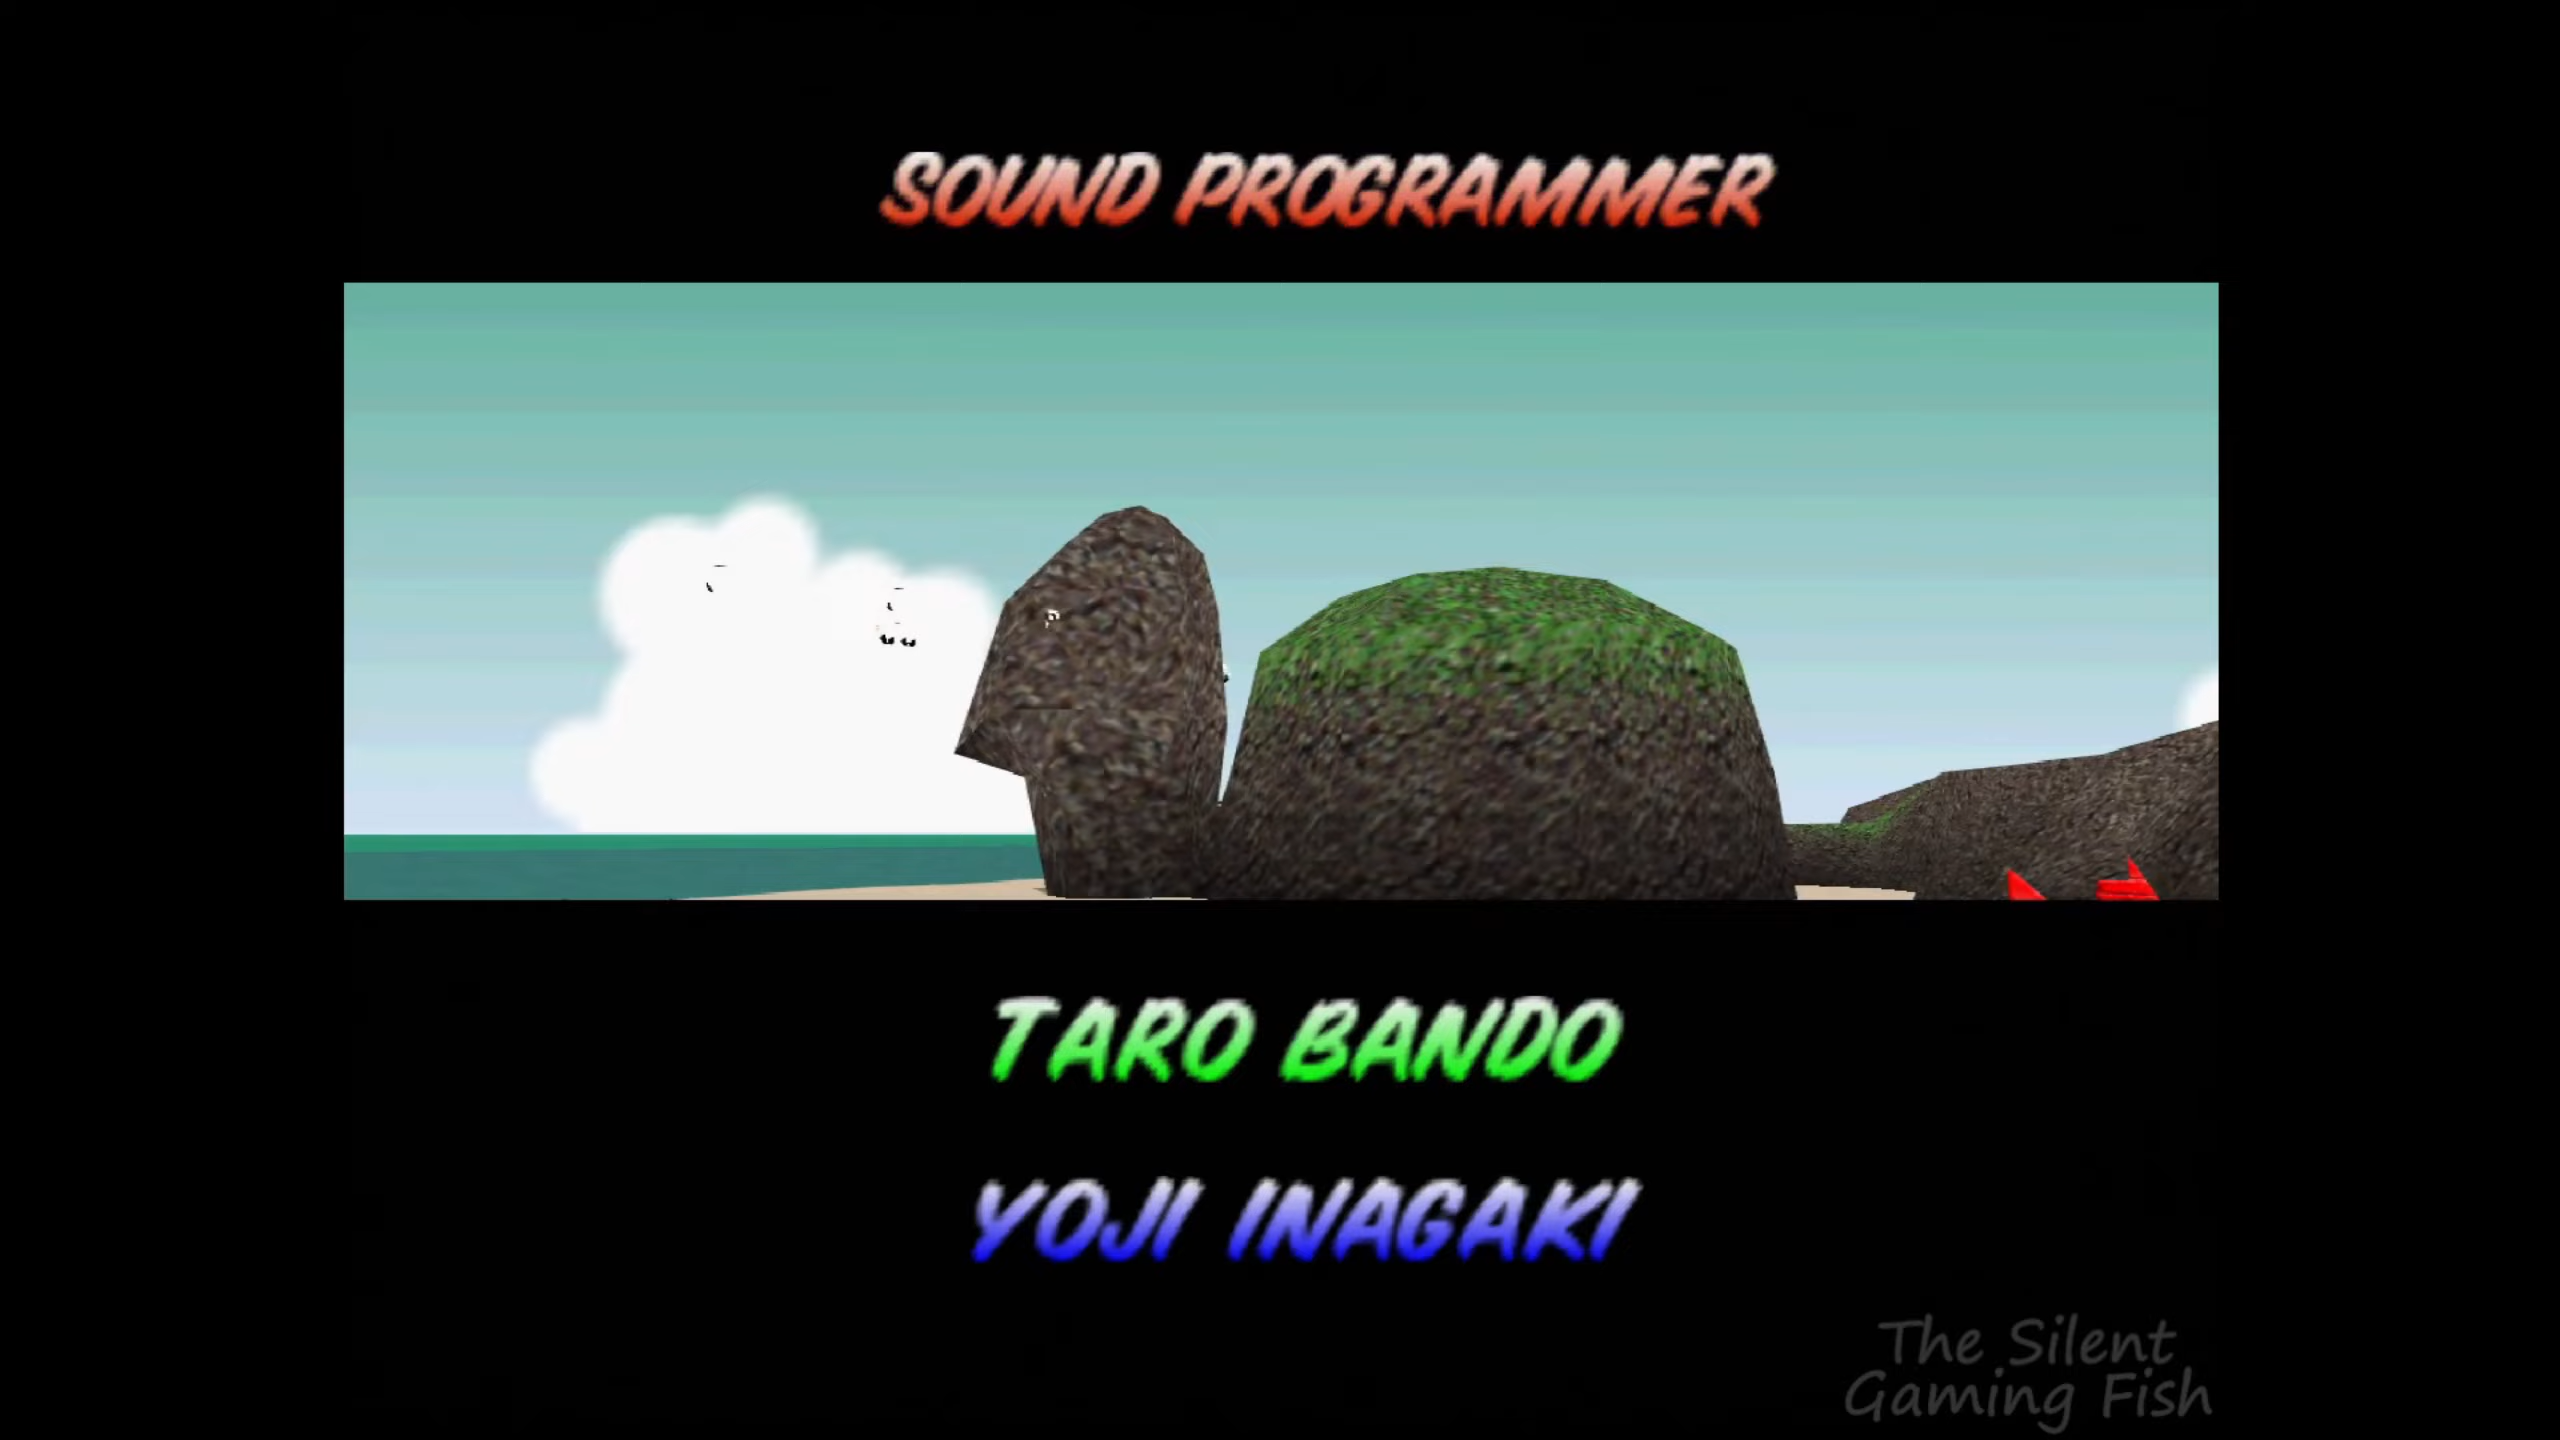 SOUND PROGRAMMER
TARO BANDO
YOJI INAGAKI
The Silent
Gaming Fish